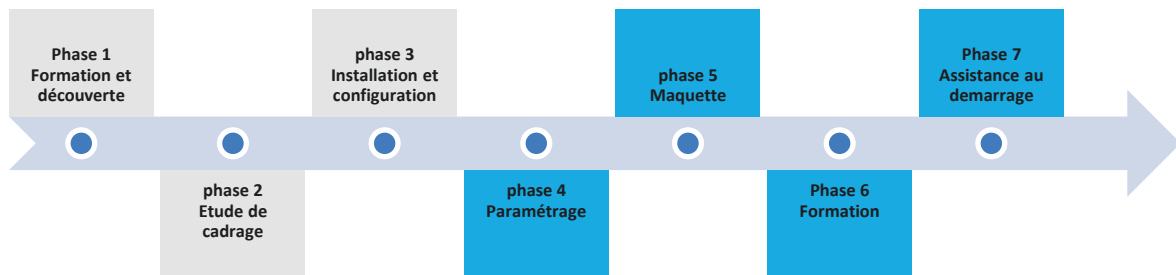 Phase 1
Formation et
découverte
phase 2
Etude de
cadrage
phase 3
Installation et
configuration
phase 4
Paramétrage
phase 5
Maquette
Phase 6
Formation
Phase 7
Assistance au
demarrage